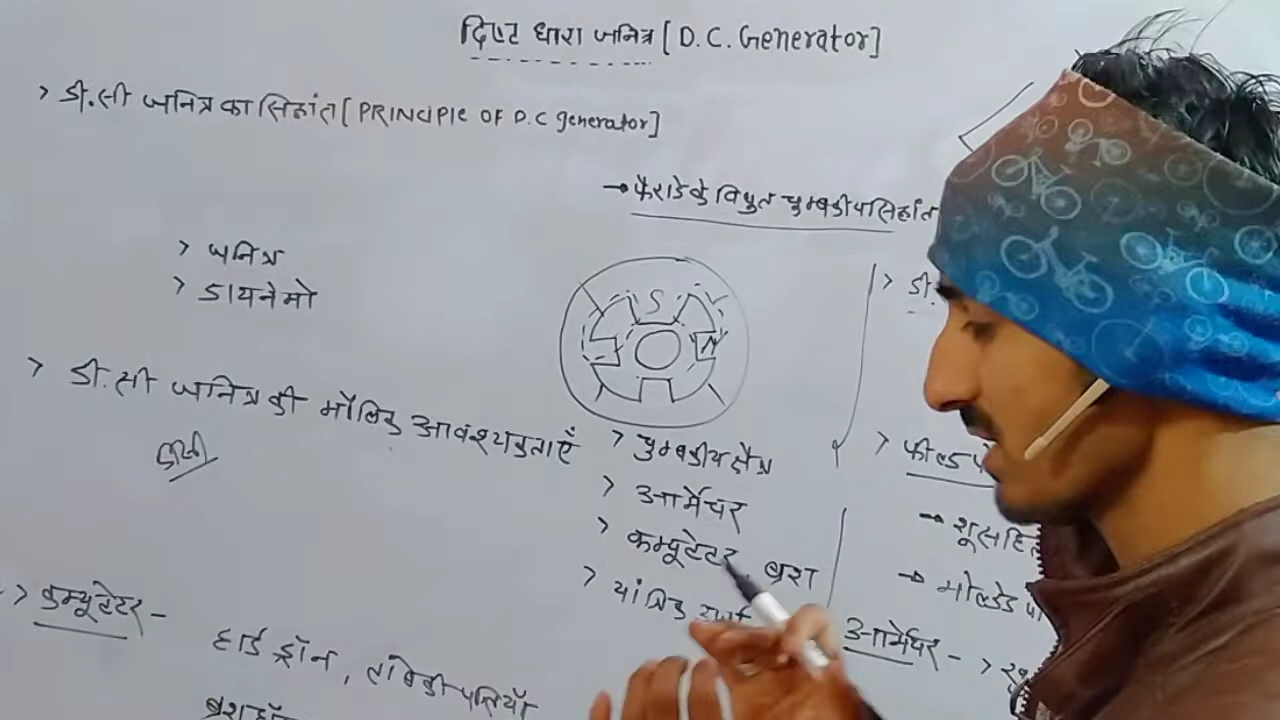 दिष्ट धारा जनित्र [D.C. Generator]
> डी.सी जनित्र का सिद्धांत [PRINCIPLE OF D.C generator]
→ फैराडे के विधुत चुम्बकीय सिद्धांत
> जनित्र
> डायनेमो
S
N
> डी.
> डी.सी जनित्र की मौलिक आवश्यकताएँ
> चुम्बकीय क्षैत्र
> आर्मेचर
> कम्यूटेटर ब्रश
> यांत्रिक
> फील्ड
→ शू सहित
→ मोल्डेड
आर्मेचर - >
> कम्यूटेटर -
हार्ड ड्रॉन, तांबे की पत्तियाँ
ब्रश